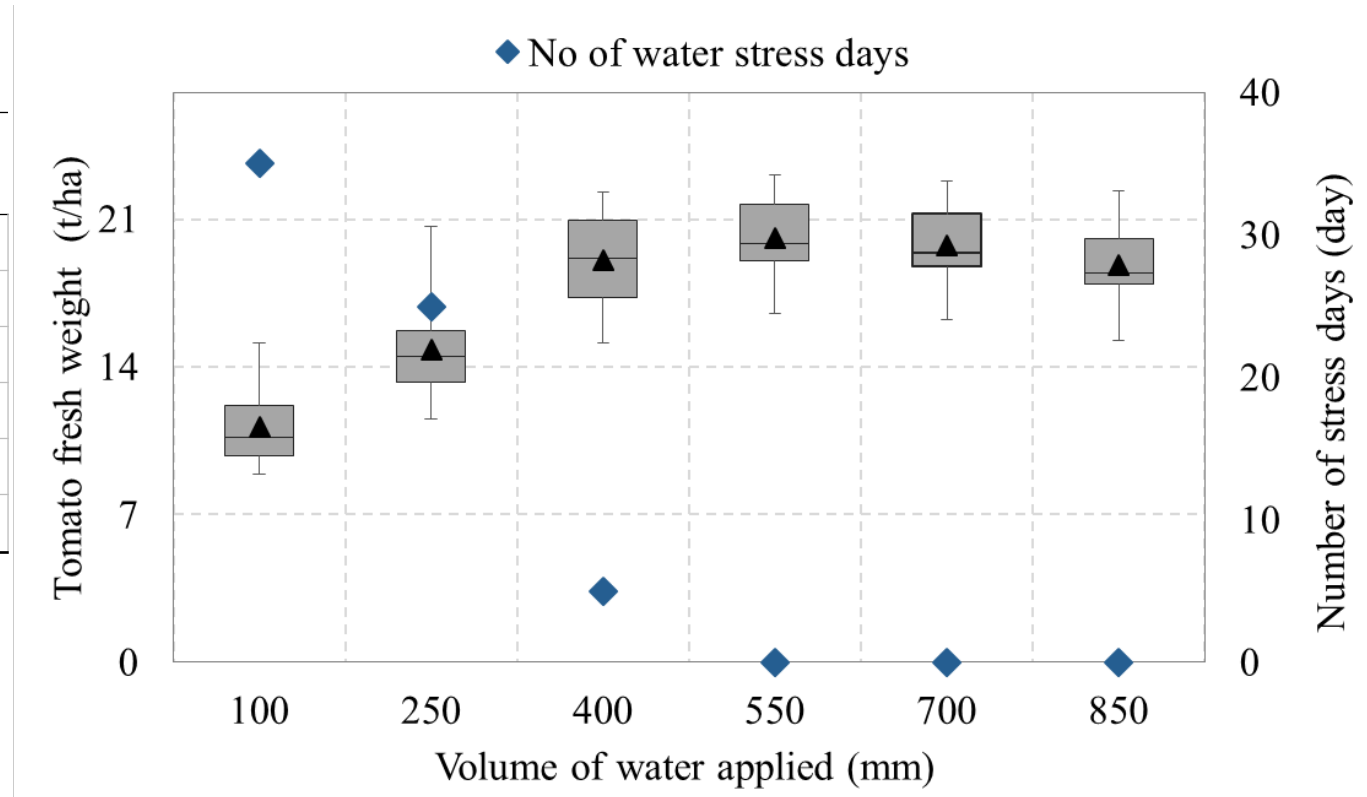 No of water stress days
Tomato fresh weight (t/ha)
21
14
7
0
40
30
20
10
0
Number of stress days (day)
100 250 400 550 700 850
Volume of water applied (mm)